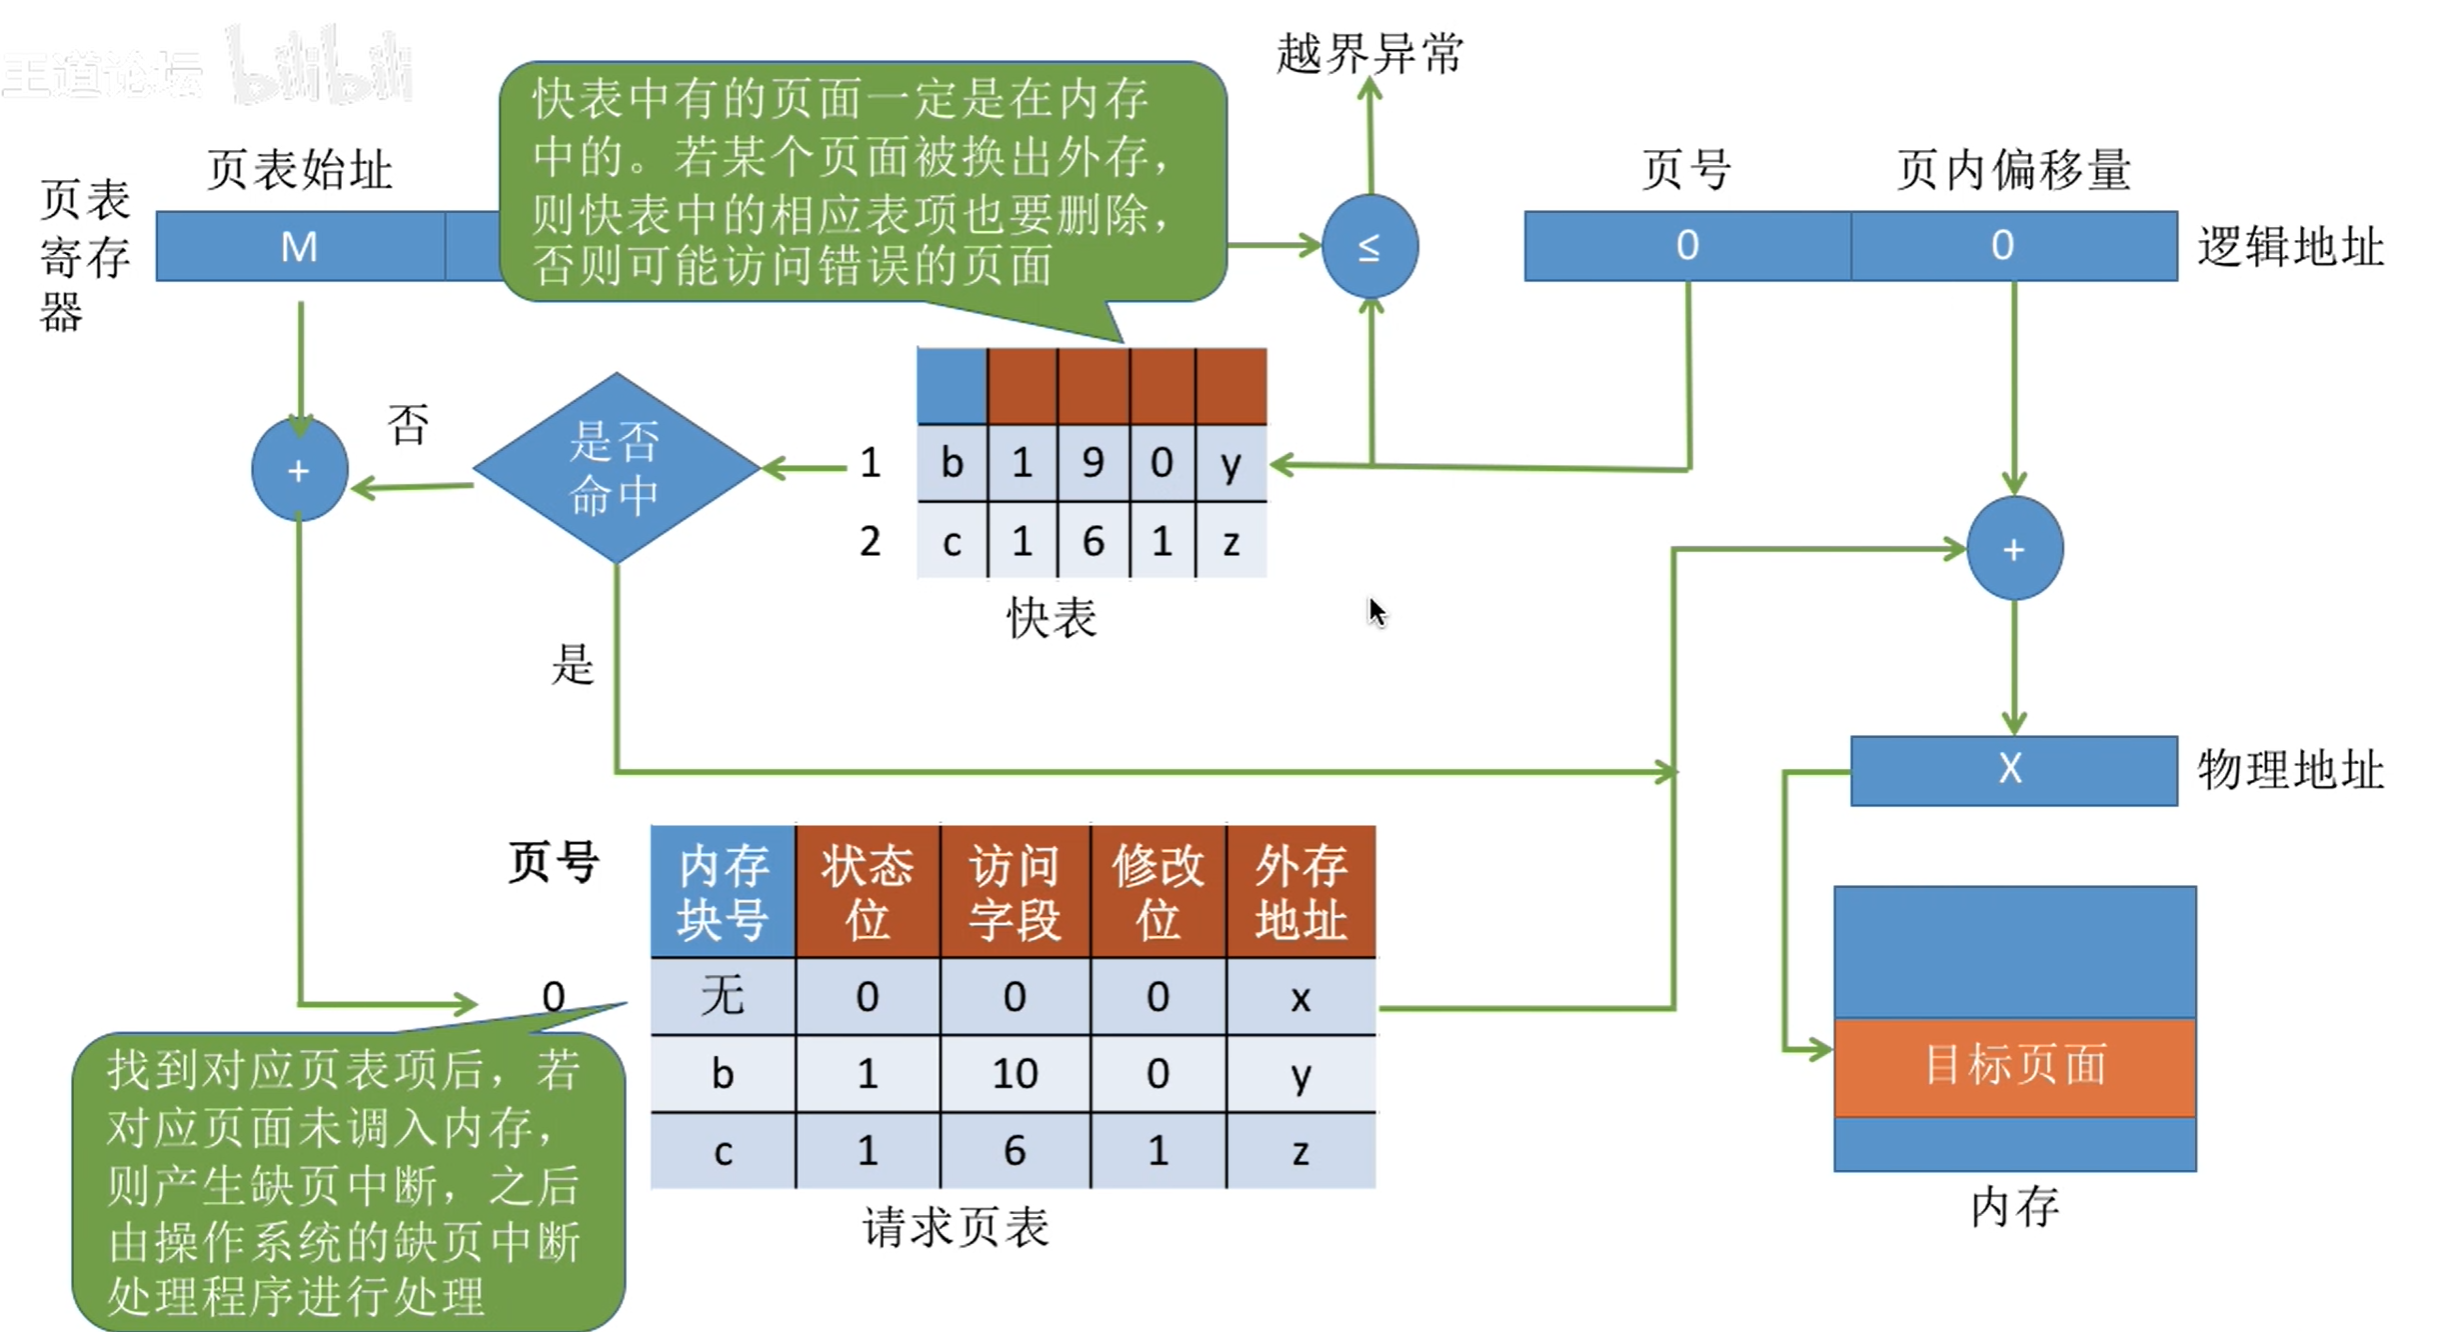 王道论坛 bilibili
越界异常
快表中有的页面一定是在内存
中的。若某个页面被换出外存，
则快表中的相应表项也要删除，
否则可能访问错误的页面
页表始址
页表
寄存
器
M
≤
页号 页内偏移量
0 0 逻辑地址
+
否
是否
命中
1 b 1 9 0 y
2 c 1 6 1 z
快表
+
是
X 物理地址
页号
内存
块号
状态
位
访问
字段
修改
位
外存
地址
0 无 0 0 0 x
b 1 10 0 y
c 1 6 1 z
请求页表
找到对应页表项后，若
对应页面未调入内存，
则产生缺页中断，之后
由操作系统的缺页中断
处理程序进行处理
目标页面
内存